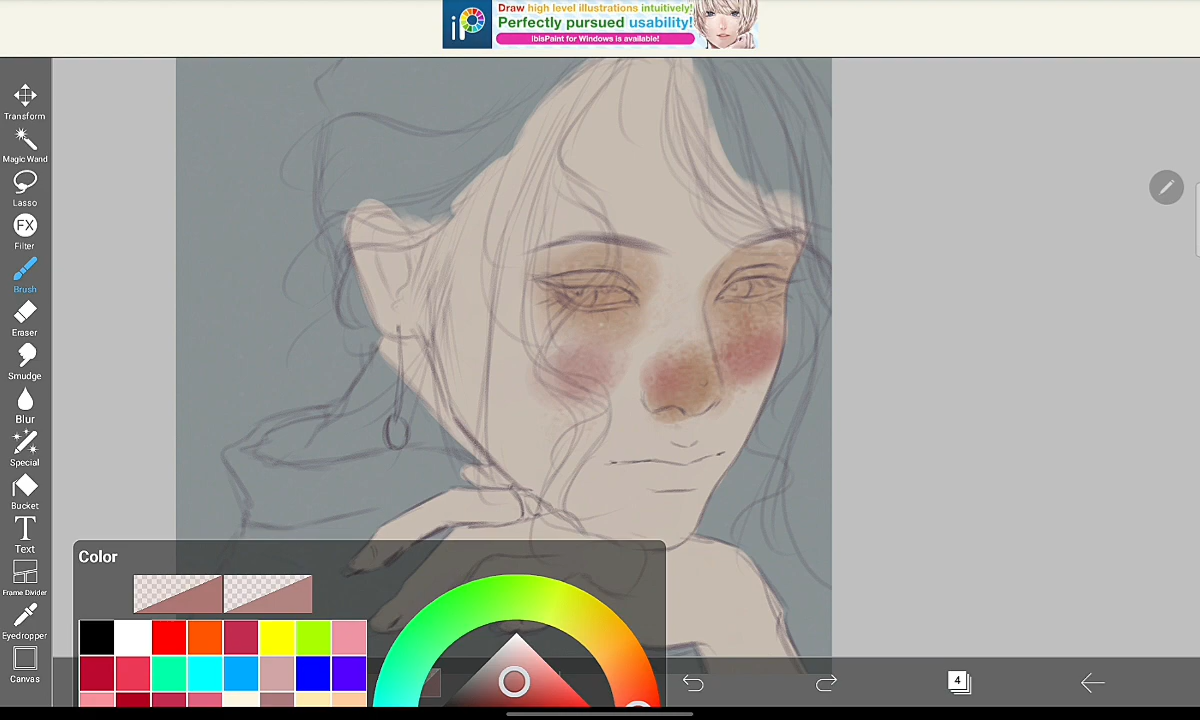 iP
Draw high level illustrations intuitively!
Perfectly pursued usability!
IbisPaint for Windows is available!
Transform
Magic Wand
Lasso
FX
Filter
Brush
Eraser
Smudge
Blur
Special
Bucket
T
Text
Frame Divider
Eyedropper
Canvas
Color
4